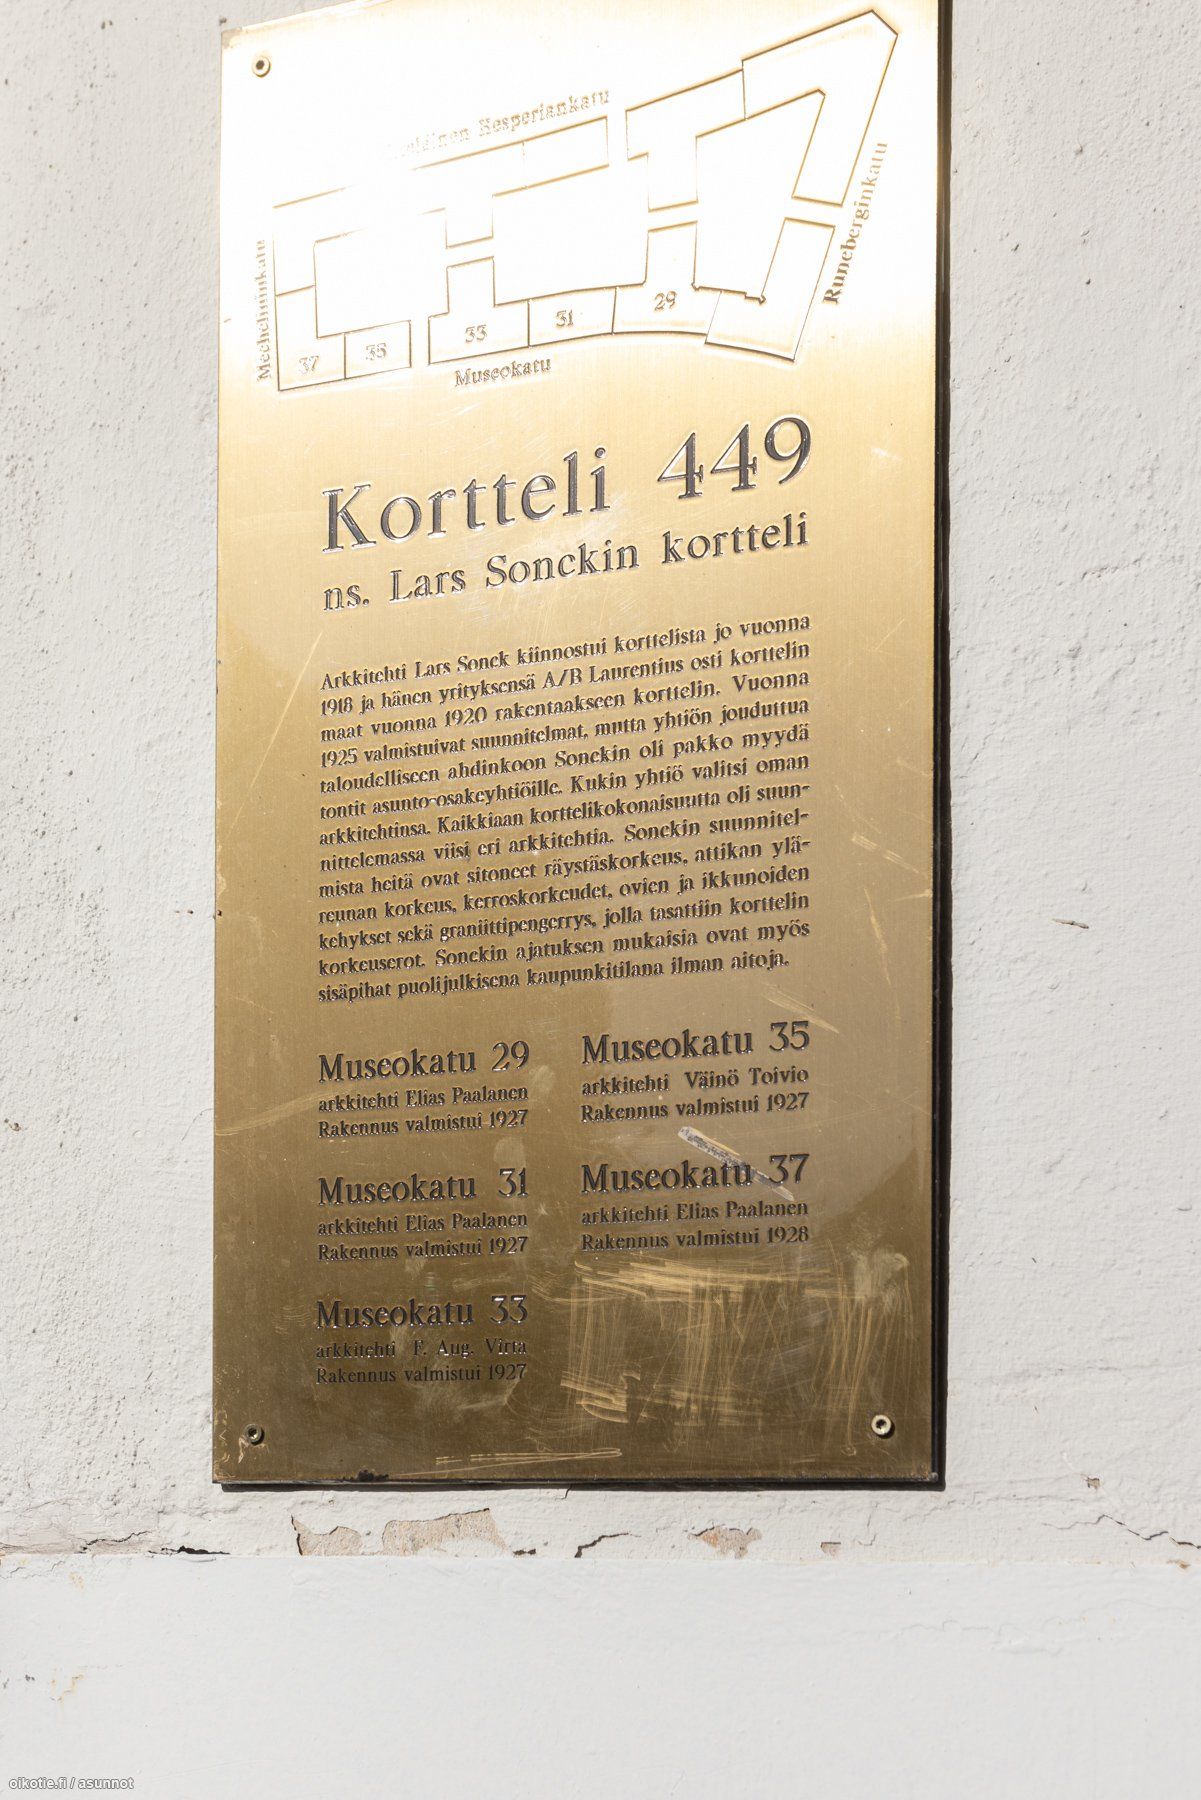 Hesperiankatu
Mechelininkatu
Runeberginkatu
37
35
33
31
29
Museokatu
Kortteli 449
ns. Lars Sonckin kortteli
Arkkitehti Lars Sonck kiinnostui korttelista jo vuonna
1918 ja hänen yrityksensä A/B Laurentius osti korttelin
maat vuonna 1920 rakentaakseen korttelin. Vuonna
1925 valmistuivat suunnitelmat, mutta yhtiön jouduttua
taloudelliseen ahdinkoon Sonckin oli pakko myydä
tontit asunto-osakeyhtiöille. Kukin yhtiö valitsi oman
arkkitehtinsa. Kaikkiaan korttelikokonaisuutta oli suun-
nittelemassa viisi eri arkkitehtia. Sonckin suunnitel-
mista heitä ovat sitoneet räystäskorkeus, attikan ylä-
reunan korkeus, kerroskorkeudet, ovien ja ikkunoiden
kehykset sekä graniittipengerrys, jolla tasattiin korttelin
korkeuserot. Sonckin ajatuksen mukaisia ovat myös
sisäpihat puolijulkisena kaupunkitilana ilman aitoja.
Museokatu 29
arkkitehti Elias Paalanen
Rakennus valmistui 1927
Museokatu 31
arkkitehti Elias Paalanen
Rakennus valmistui 1927
Museokatu 33
arkkitehti F. Aug. Virta
Rakennus valmistui 1927
Museokatu 35
arkkitehti Väinö Toivio
Rakennus valmistui 1927
Museokatu 37
arkkitehti Elias Paalanen
Rakennus valmistui 1928
oikotie.fi / asunnot